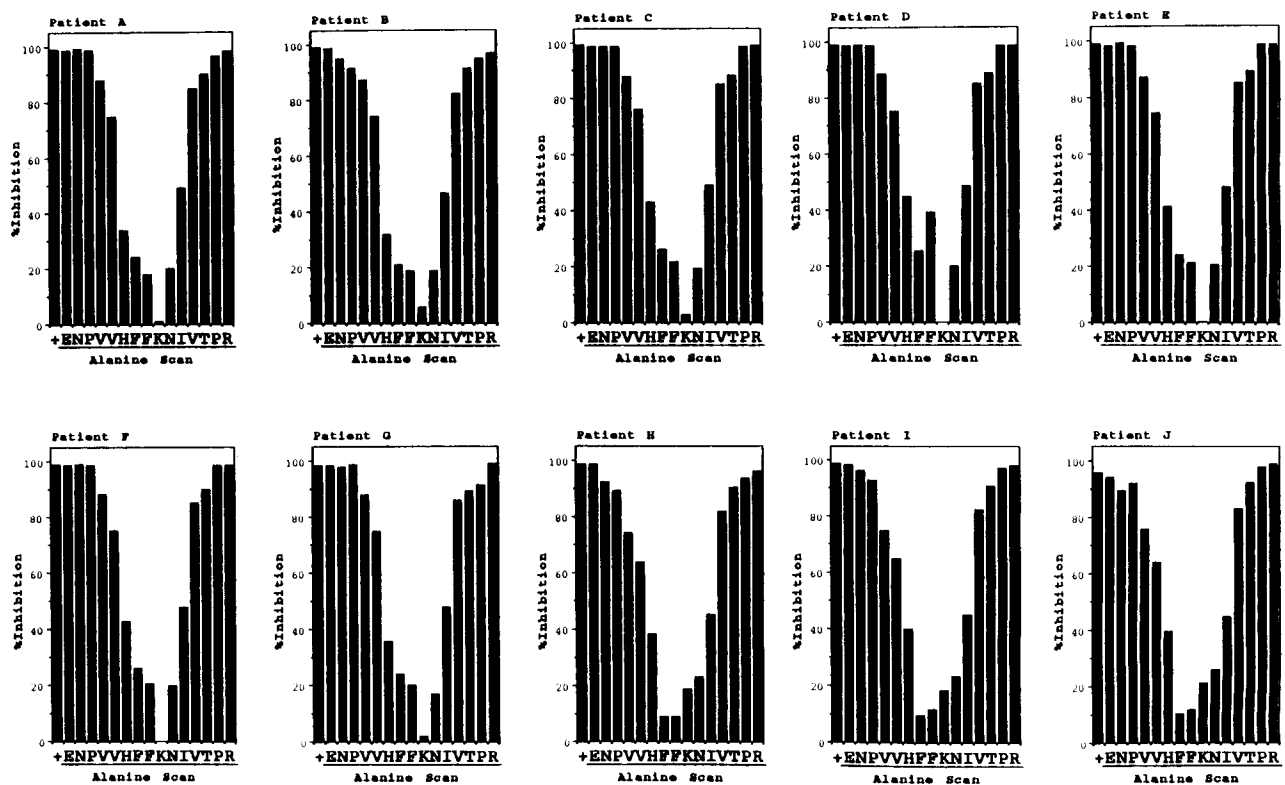 Patient A
%Inhibition
100
80
60
40
20
0
+ENPVVHFFKNIVTPR
Alanine Scan
Patient B
%Inhibition
100
80
60
40
20
0
+ENPVVHFFKNIVTPR
Alanine Scan
Patient C
%Inhibition
100
80
60
40
20
0
+ENPVVHFFKNIVTPR
Alanine Scan
Patient D
%Inhibition
100
80
60
40
20
0
+ENPVVHFFKNIVTPR
Alanine Scan
Patient E
%Inhibition
100
80
60
40
20
0
+ENPVVHFFKNIVTPR
Alanine Scan
Patient F
%Inhibition
100
80
60
40
20
0
+ENPVVHFFKNIVTPR
Alanine Scan
Patient G
%Inhibition
100
80
60
40
20
0
+ENPVVHFFKNIVTPR
Alanine Scan
Patient H
%Inhibition
100
80
60
40
20
0
+ENPVVHFFKNIVTPR
Alanine Scan
Patient I
%Inhibition
100
80
60
40
20
0
+ENPVVHFFKNIVTPR
Alanine Scan
Patient J
%Inhibition
100
80
60
40
20
0
+ENPVVHFFKNIVTPR
Alanine Scan